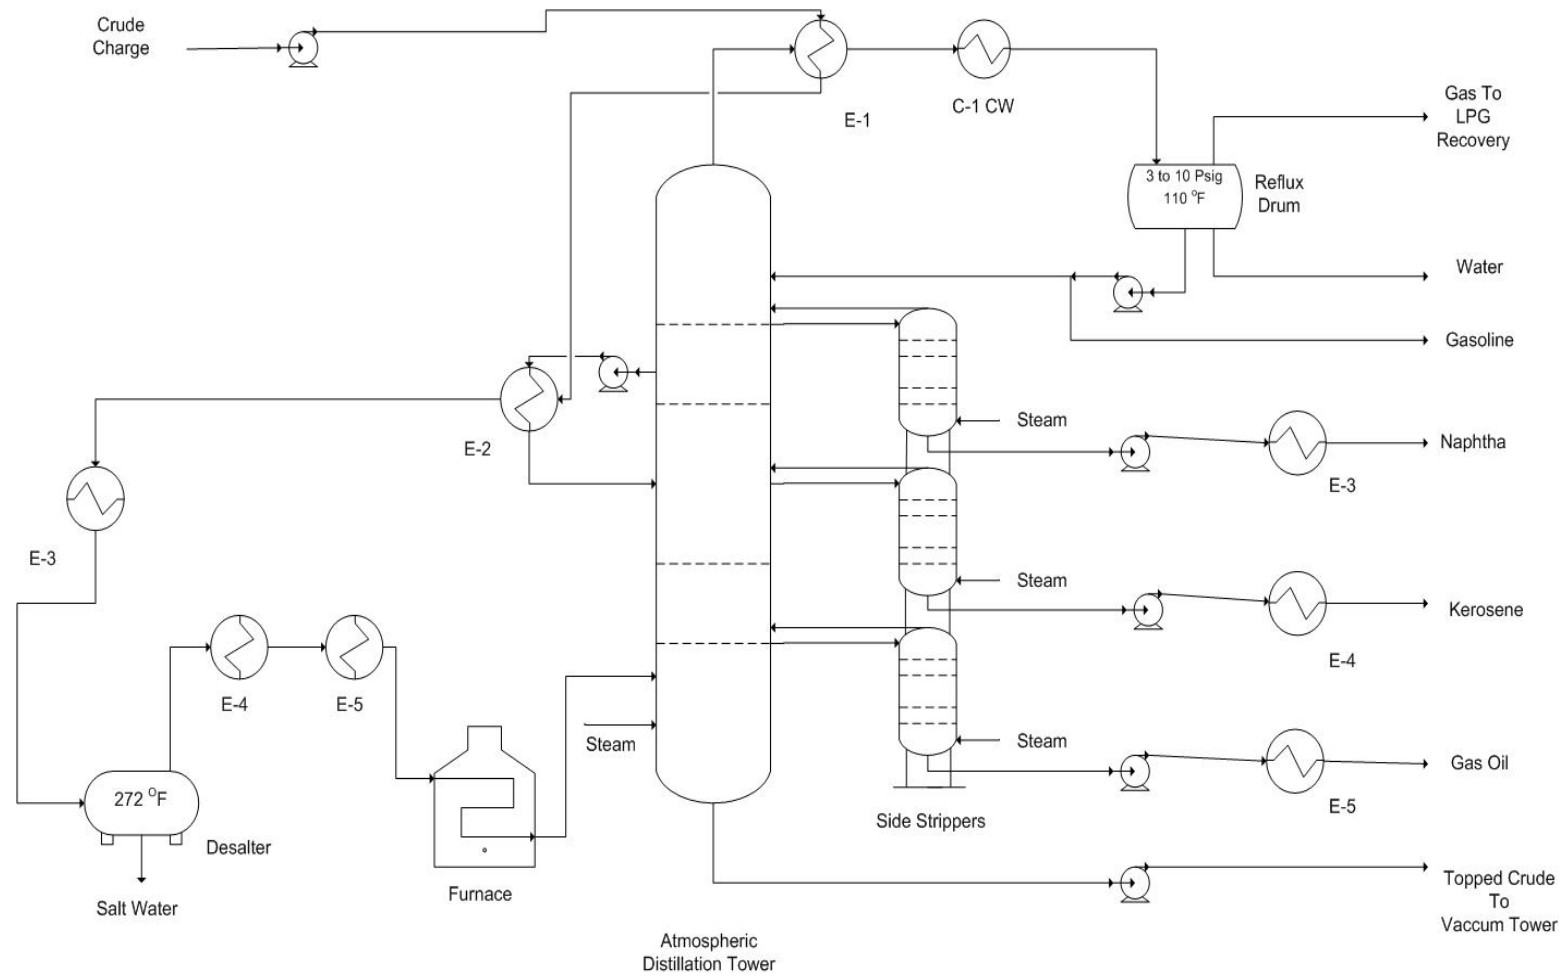 Crude
Charge
E-1
C-1 CW
Gas To
LPG
Recovery
3 to 10 Psig
110 °F
Reflux
Drum
Water
Gasoline
Steam
Naphtha
E-2
E-3
E-3
Steam
Kerosene
E-4
E-4
E-5
Steam
Steam
Gas Oil
E-5
272 °F
Desalter
Side Strippers
Salt Water
Furnace
Topped Crude
To
Vaccum Tower
Atmospheric
Distillation Tower